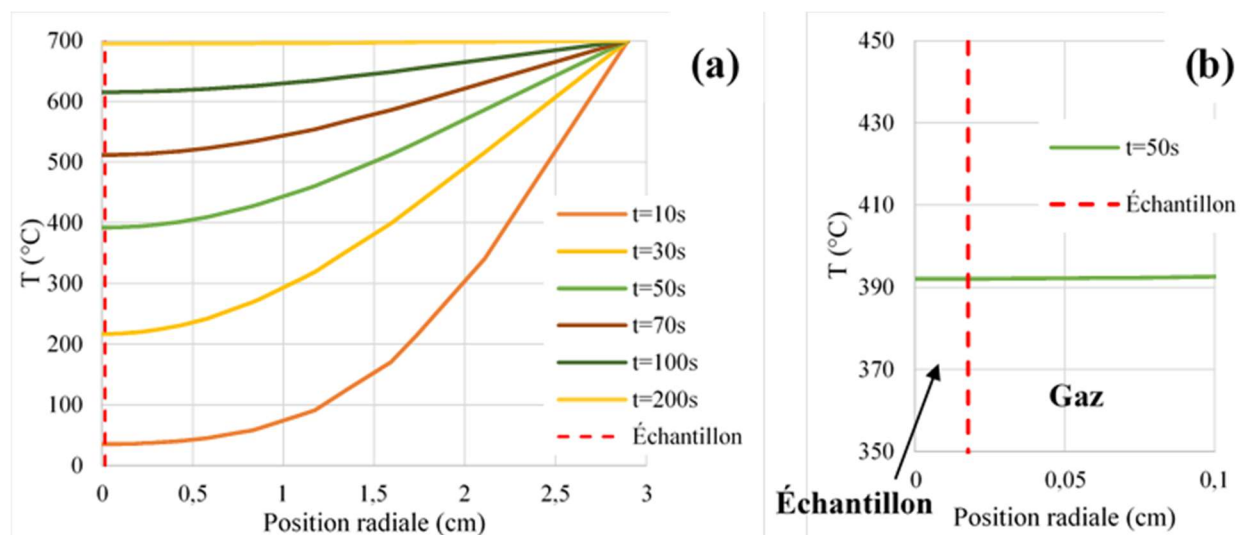 (a)
700
600
500
400
300
200
100
0
T (°C)
0
0,5
1
1,5
2
2,5
3
Position radiale (cm)
t=10s
t=30s
t=50s
t=70s
t=100s
t=200s
Échantillon
(b)
450
430
410
390
370
350
T (°C)
0
0,05
0,1
Position radiale (cm)
t=50s
Échantillon
Gaz
Échantillon